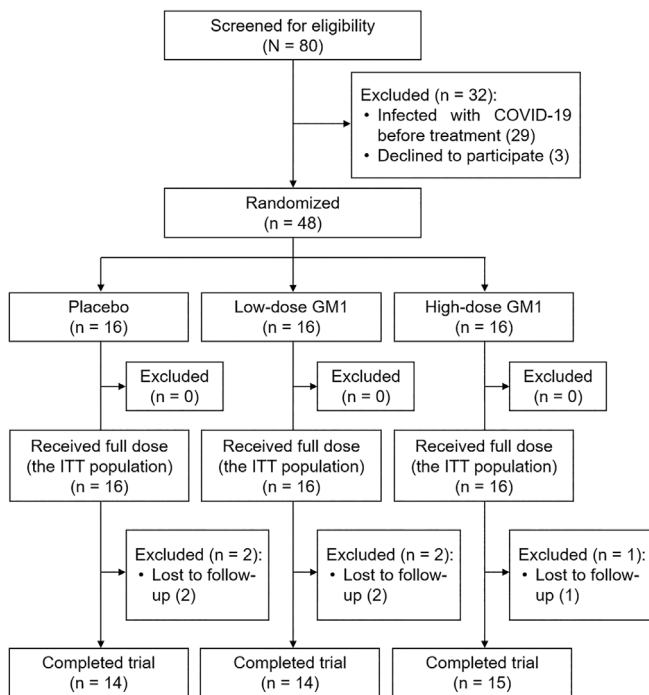 Screened for eligibility
(N = 80)
Excluded (n = 32):
• Infected with COVID-19
before treatment (29)
• Declined to participate (3)
Randomized
(n = 48)
Placebo
(n = 16)
Low-dose GM1
(n = 16)
High-dose GM1
(n = 16)
Excluded
(n = 0)
Excluded
(n = 0)
Excluded
(n = 0)
Received full dose
(the ITT population)
n = 16)
Received full dose
(the ITT population)
(n = 16)
Received full dose
(the ITT population)
(n = 16)
Excluded (n = 2):
• Lost to follow-
up (2)
Excluded (n = 2):
• Lost to follow-
up (2)
Excluded (n = 1):
• Lost to follow-
up (1)
Completed trial
(n = 14)
Completed trial
(n = 14)
Completed trial
(n = 15)